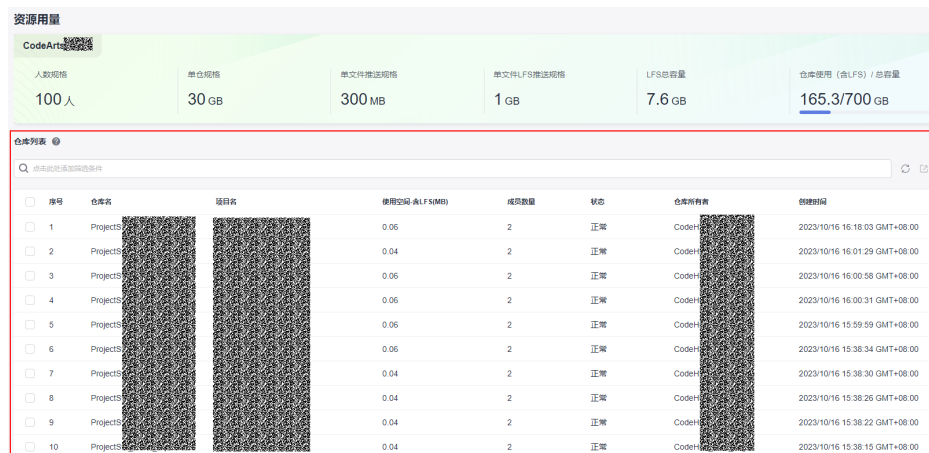 资源用量
CodeArts
人数规格 单仓规格 单文件推送规格 单文件LFS推送规格 LFS总容量 仓库使用（含LFS）/ 总容量
100 人 30 GB 300 MB 1 GB 7.6 GB 165.3/700 GB
仓库列表
点击此处添加筛选条件
序号 仓库名 项目名 使用空间-含LFS(MB) 成员数量 状态 仓库所有者 创建时间
1 ProjectS 0.06 2 正常 CodeH 2023/10/16 16:18:03 GMT+08:00
2 ProjectS 0.04 2 正常 CodeH 2023/10/16 16:01:29 GMT+08:00
3 ProjectS 0.06 2 正常 CodeH 2023/10/16 16:00:58 GMT+08:00
4 ProjectS 0.06 2 正常 CodeH 2023/10/16 16:00:31 GMT+08:00
5 ProjectS 0.06 2 正常 CodeH 2023/10/16 15:59:59 GMT+08:00
6 ProjectS 0.06 2 正常 CodeH 2023/10/16 15:38:34 GMT+08:00
7 ProjectS 0.04 2 正常 CodeH 2023/10/16 15:38:30 GMT+08:00
8 ProjectS 0.04 2 正常 CodeH 2023/10/16 15:38:26 GMT+08:00
9 ProjectS 0.04 2 正常 CodeH 2023/10/16 15:38:22 GMT+08:00
10 ProjectS 0.04 2 正常 CodeH 2023/10/16 15:38:15 GMT+08:00